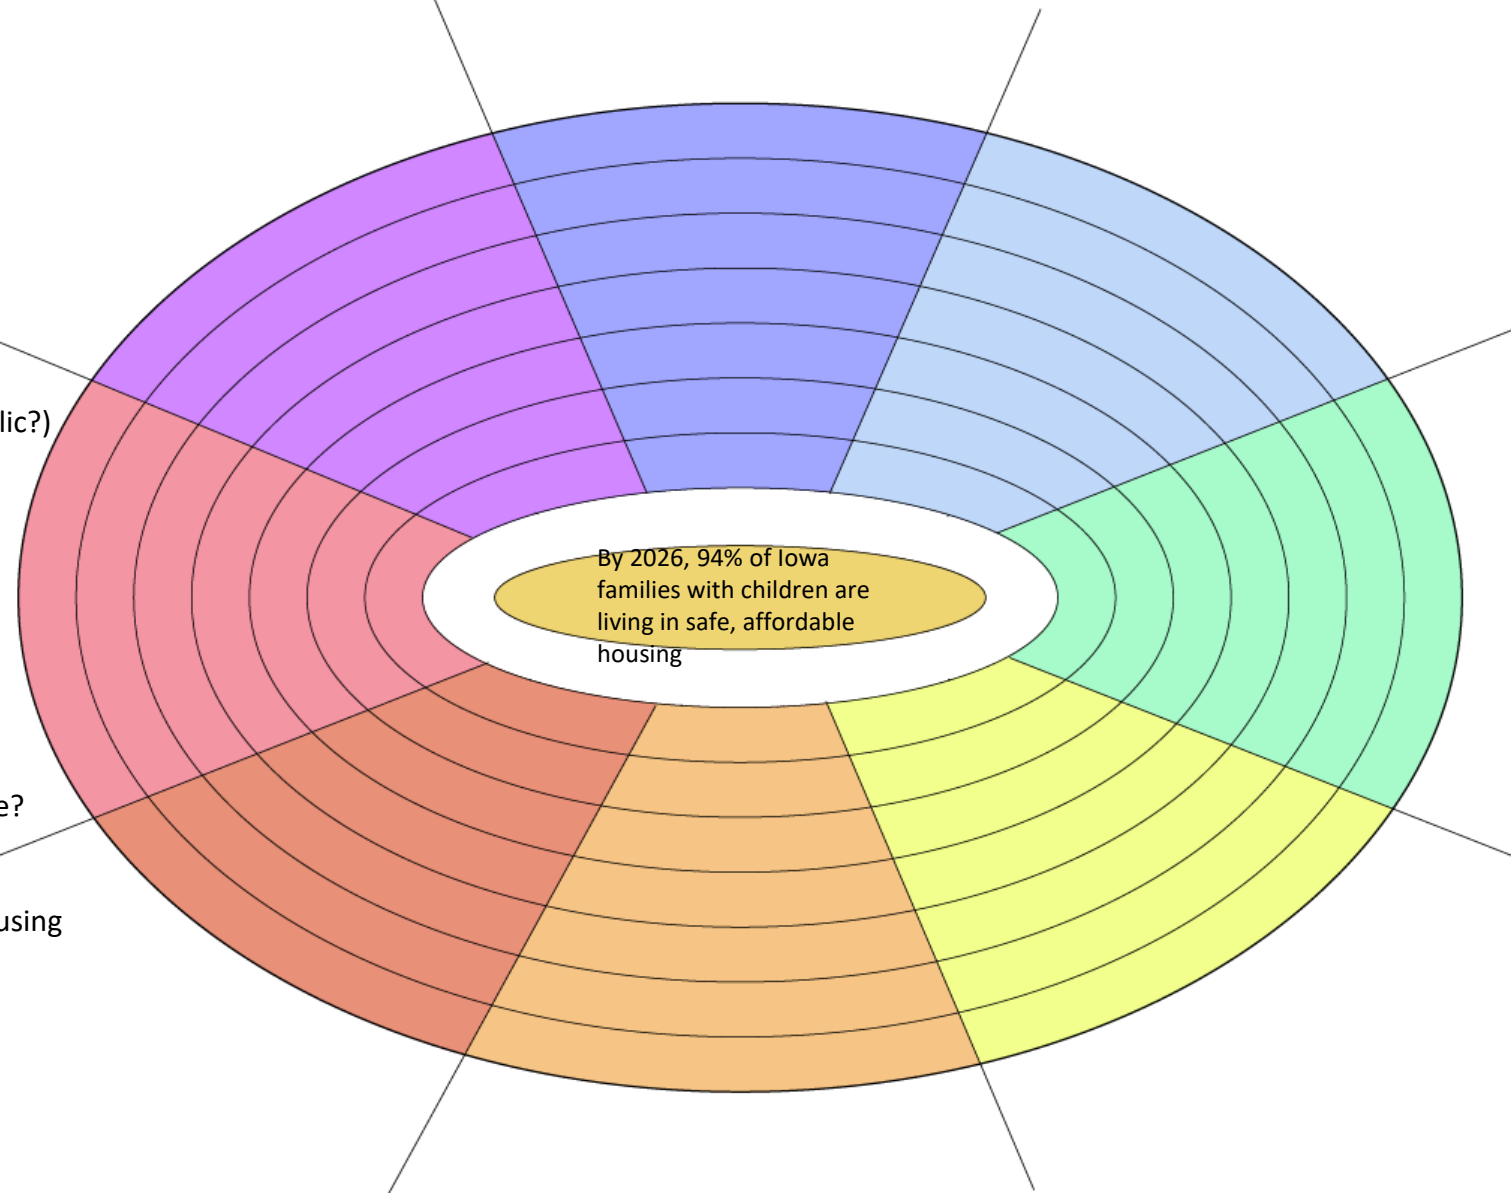 lic?)
By 2026, 94% of Iowa
families with children are
living in safe, affordable
housing
e?
using